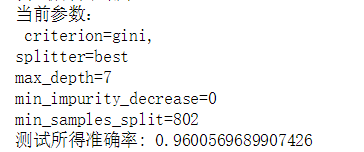 当前参数：
criterion=gini,
splitter=best
max_depth=7
min_impurity_decrease=0
min_samples_split=802
测试所得准确率: 0.9600569689907426